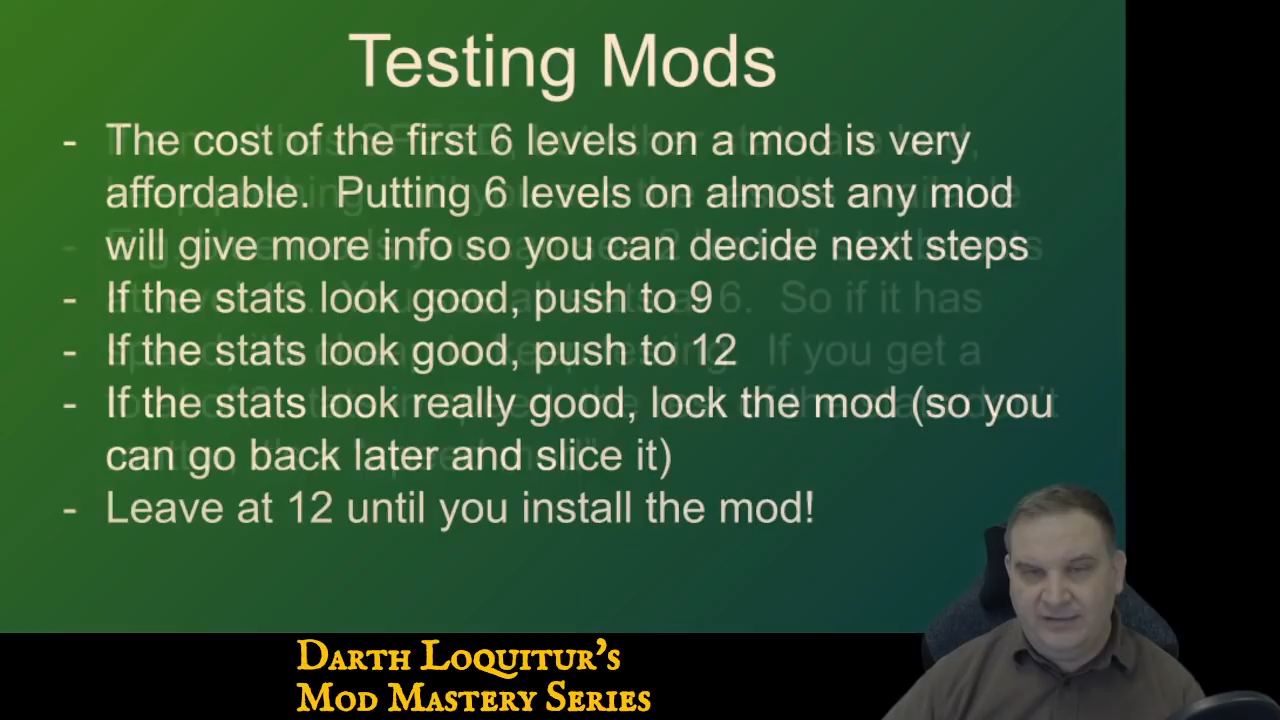 Testing Mods
- The cost of the first 6 levels on a mod is very
affordable. Putting 6 levels on almost any mod
will give more info so you can decide next steps
- If the stats look good, push to 9
- If the stats look good, push to 12
- If the stats look really good, lock the mod (so you
can go back later and slice it)
- Leave at 12 until you install the mod!
Darth Loquitur's
Mod Mastery Series